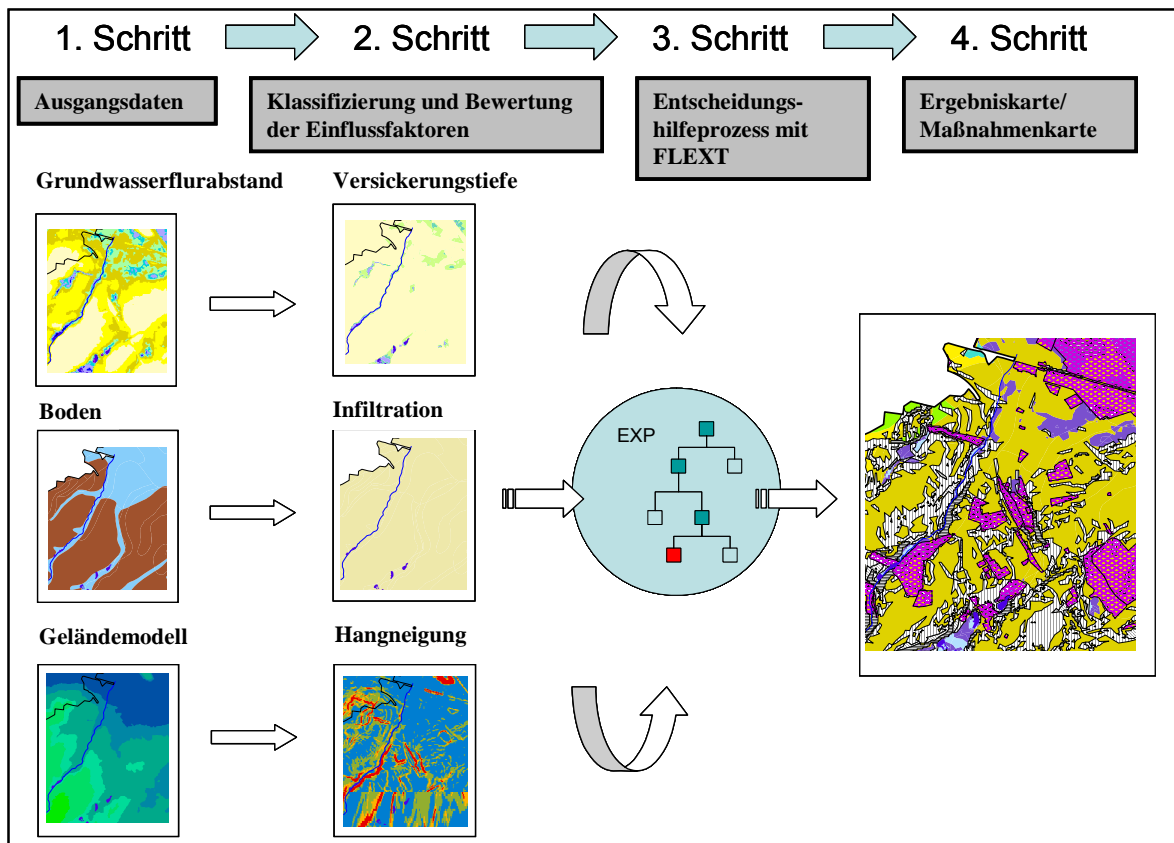 1. Schritt
2. Schritt
3. Schritt
4. Schritt
Ausgangsdaten
Klassifizierung und Bewertung
der Einflussfaktoren
Entscheidungs-
hilfeprozess mit
FLEXT
Ergebniskarte/
Maßnahmenkarte
Grundwasserflurabstand
Versickerungstiefe
Boden
Infiltration
EXP
Geländemodell
Hangneigung